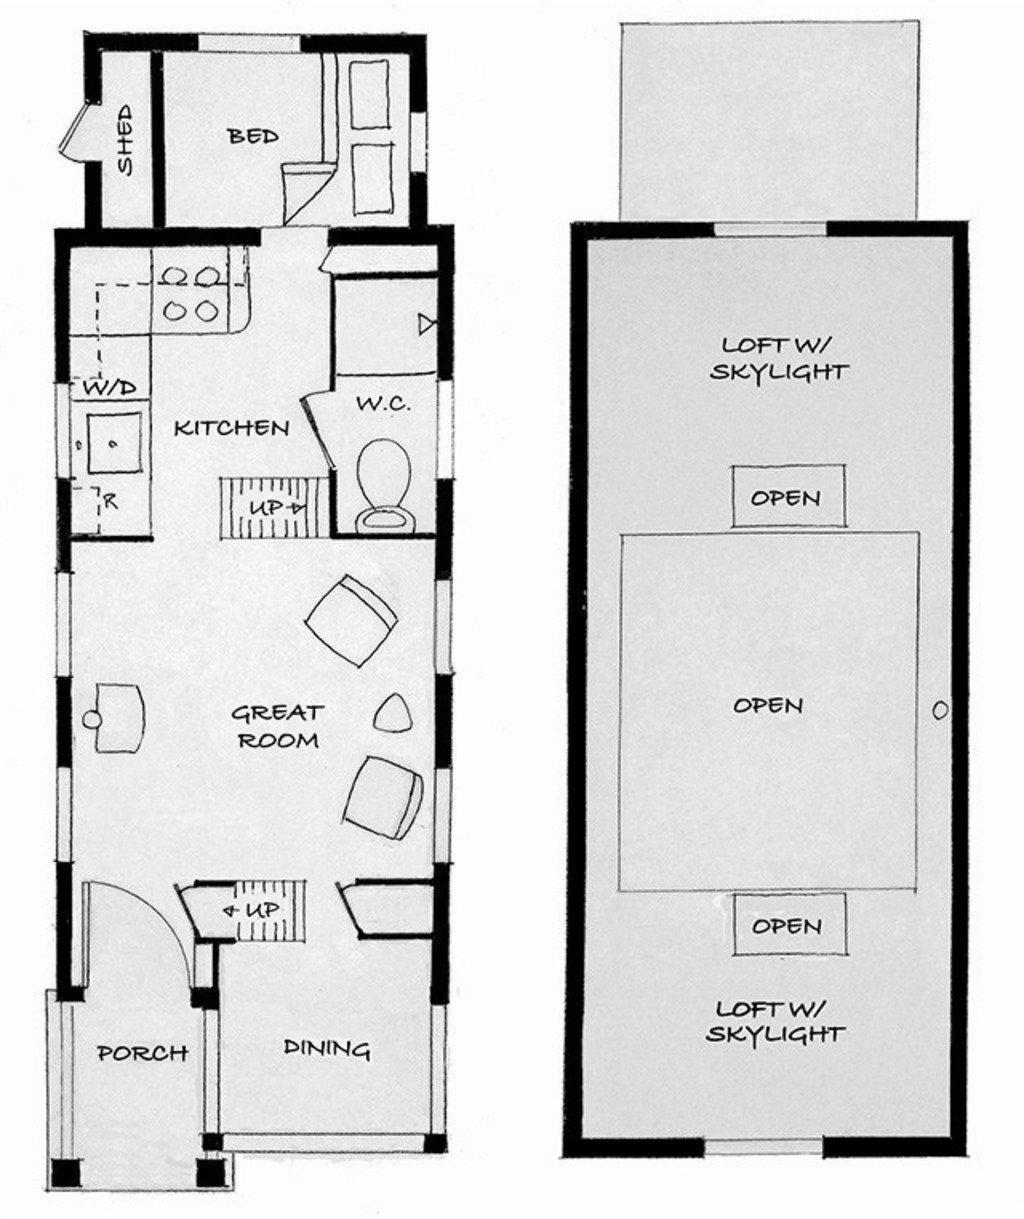 SHED
BED
W/D
KITCHEN
W.C.
R
UP
GREAT
ROOM
UP
PORCH
DINING
LOFT W/
SKYLIGHT
OPEN
OPEN
OPEN
LOFT W/
SKYLIGHT